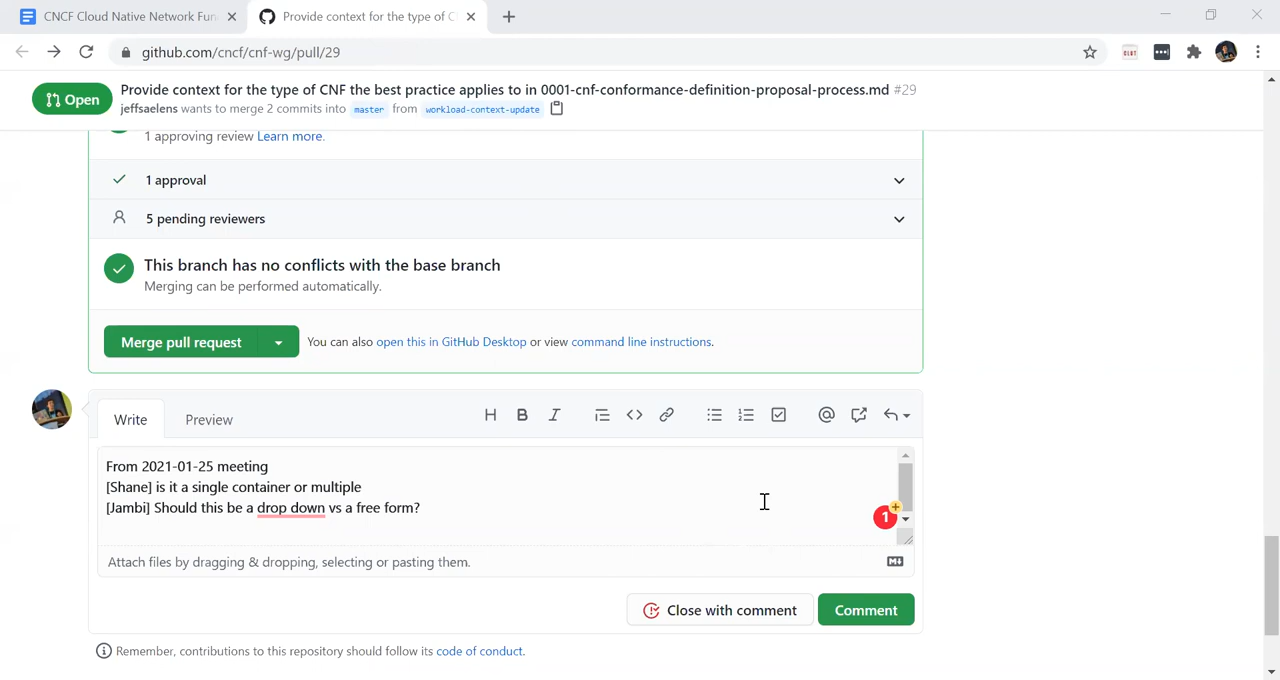 CNCF Cloud Native Network Fun
Provide context for the type of C
github.com/cncf/cnf-wg/pull/29
Open
Provide context for the type of CNF the best practice applies to in 0001-cnf-conformance-definition-proposal-process.md #29
jeffsaelens wants to merge 2 commits into master from workload-context-update
1 approving review Learn more.
1 approval
5 pending reviewers
This branch has no conflicts with the base branch
Merging can be performed automatically.
Merge pull request
You can also open this in GitHub Desktop or view command line instructions.
Write
Preview
H B I
From 2021-01-25 meeting
[Shane] is it a single container or multiple
[Jambi] Should this be a drop down vs a free form?
1
Attach files by dragging & dropping, selecting or pasting them.
Close with comment
Comment
Remember, contributions to this repository should follow its code of conduct.